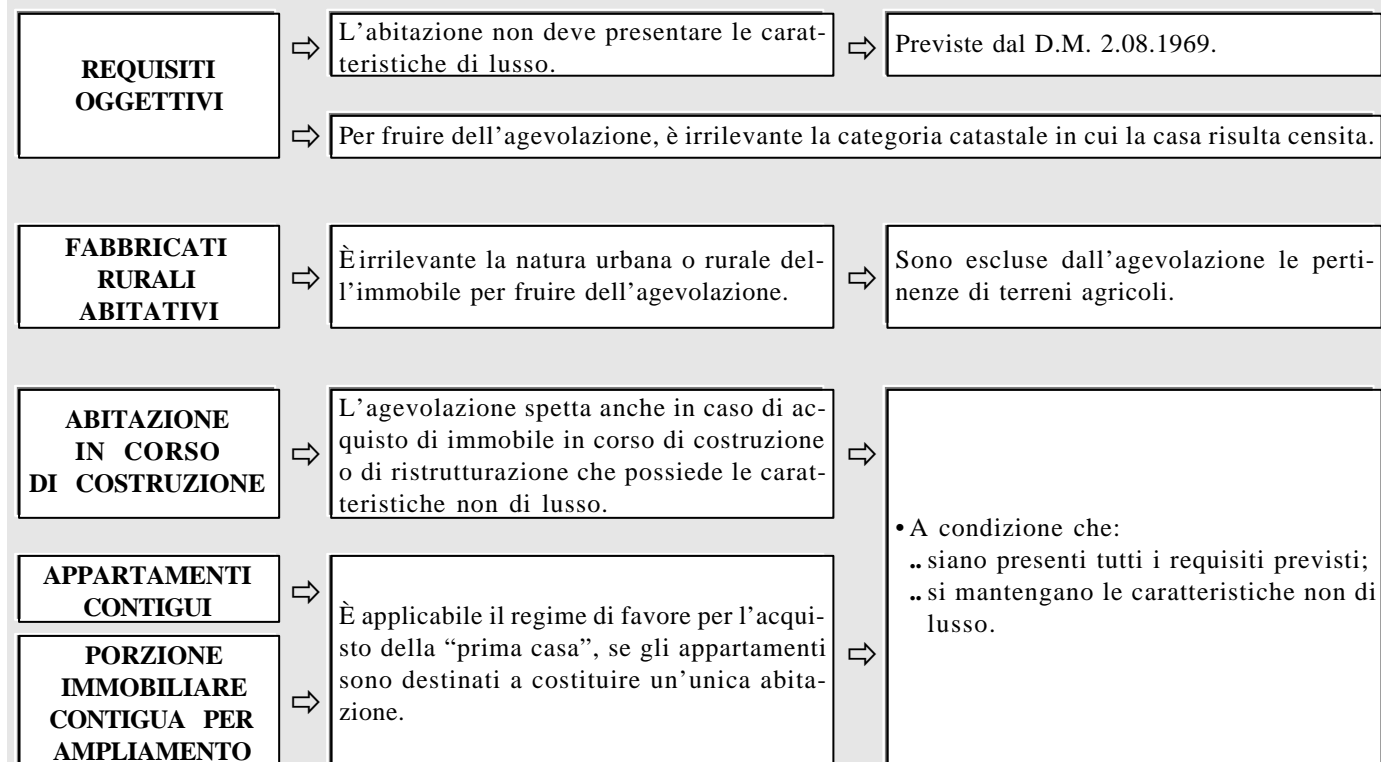 REQUISITI
OGGETTIVI
L’abitazione non deve presentare le carat-
teristiche di lusso.
Previste dal D.M. 2.08.1969.
Per fruire dell’agevolazione, è irrilevante la categoria catastale in cui la casa risulta censita.
FABBRICATI
RURALI
ABITATIVI
È irrilevante la natura urbana o rurale del-
l’immobile per fruire dell’agevolazione.
Sono escluse dall’agevolazione le perti-
nenze di terreni agricoli.
ABITAZIONE
IN CORSO
DI COSTRUZIONE
L’agevolazione spetta anche in caso di ac-
quisto di immobile in corso di costruzione
o di ristrutturazione che possiede le carat-
teristiche non di lusso.
APPARTAMENTI
CONTIGUI
PORZIONE
IMMOBILIARE
CONTIGUA PER
AMPLIAMENTO
È applicabile il regime di favore per l’acqui-
sto della “prima casa”, se gli appartamenti
sono destinati a costituire un’unica abita-
zione.
• A condizione che:
.. siano presenti tutti i requisiti previsti;
.. si mantengano le caratteristiche non di
lusso.